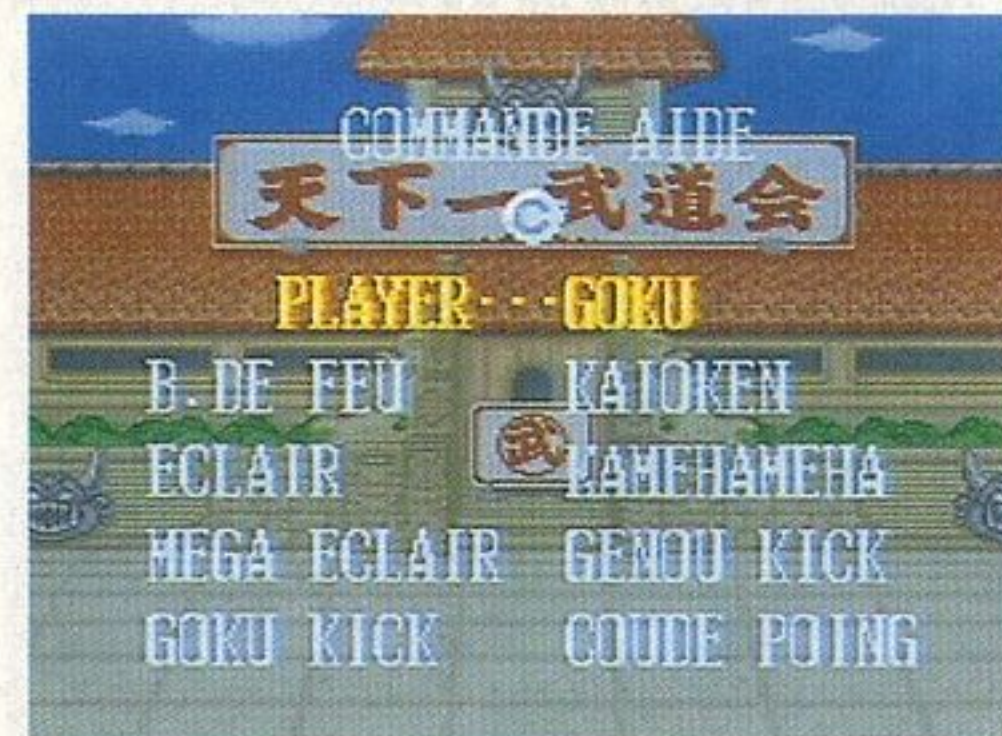 COMMANDE AIDE
天下一武道会
C
PLAYER---GOKU
B.DE FEU KAIOKEN
ECLAIR KAMEHAMEHA
武
MEGA ECLAIR GENOU KICK
GOKU KICK COUDE POING